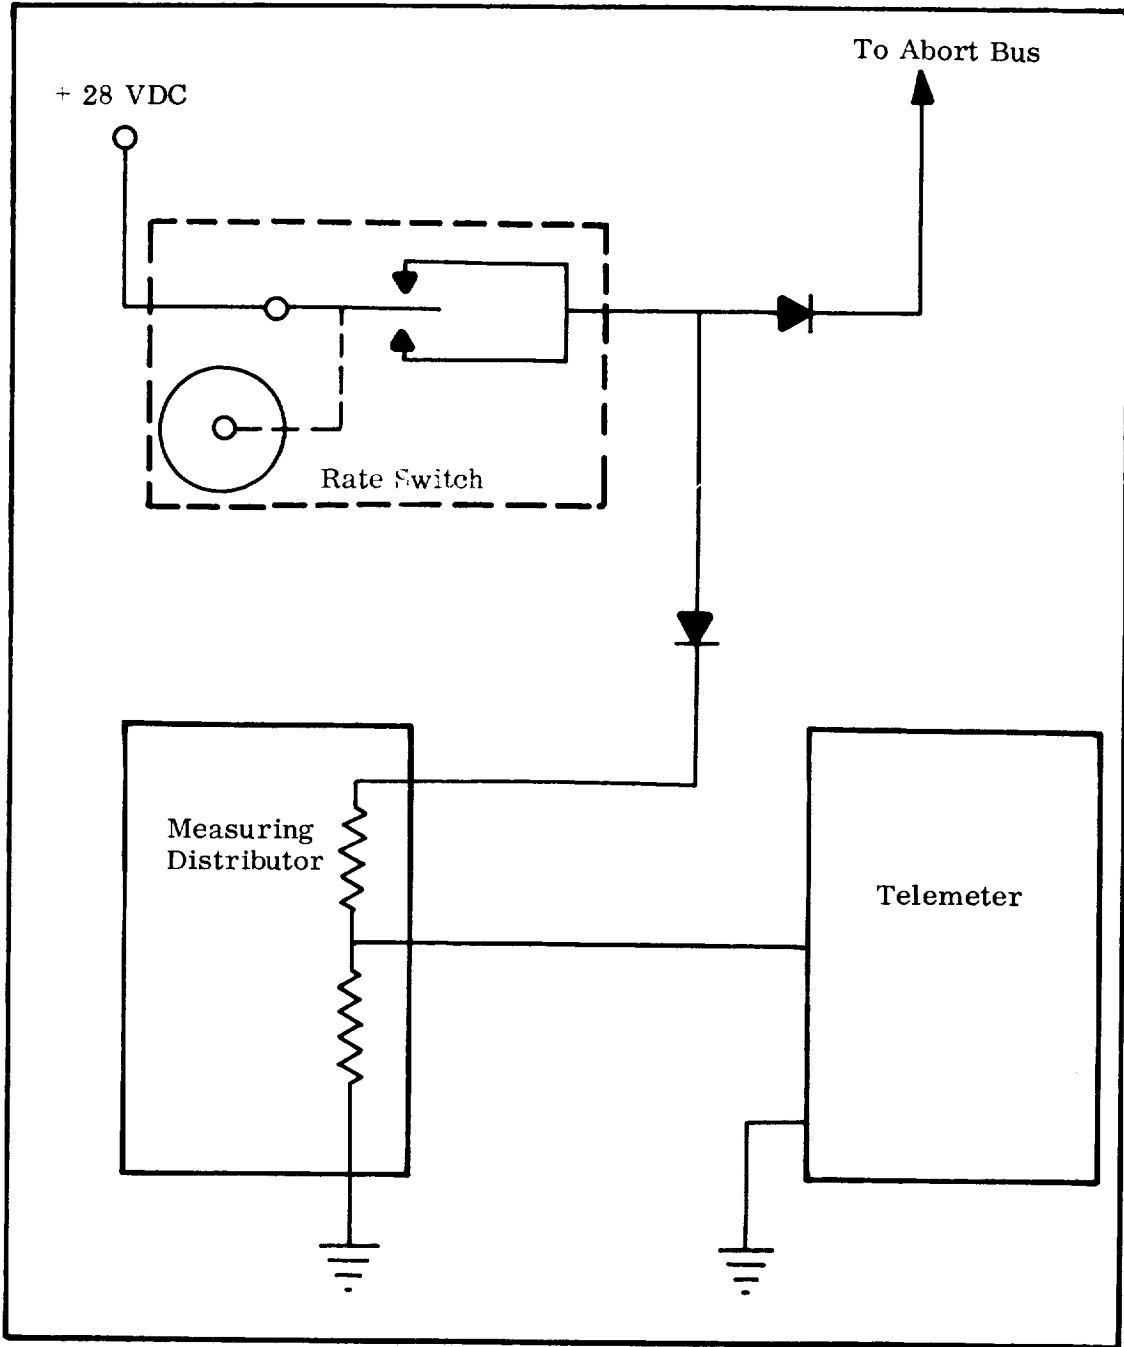 To Abort Bus
+ 28 VDC
Rate Switch
Measuring
Distributor
Telemeter